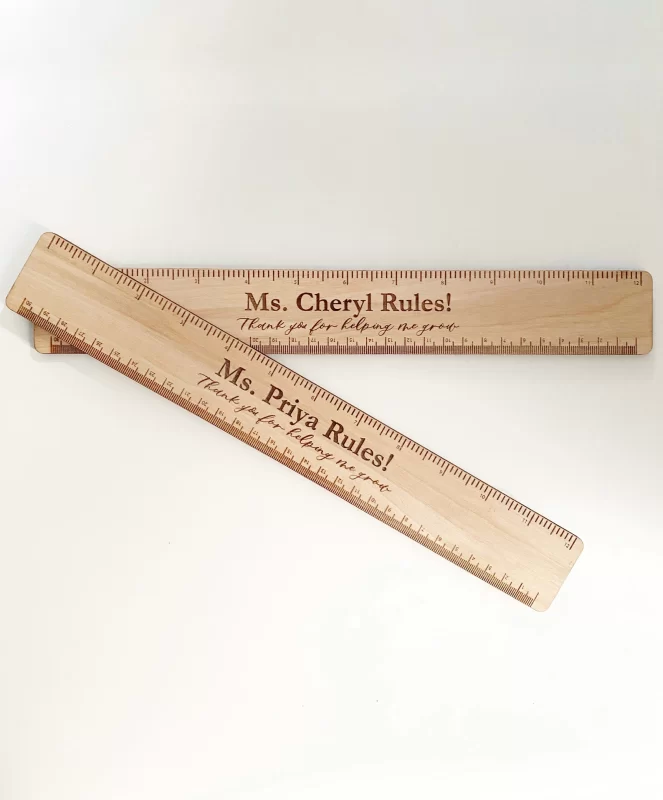 Ms. Cheryl Rules!
Thank you for helping me grow
Ms. Priya Rules!
Thank you for helping me grow